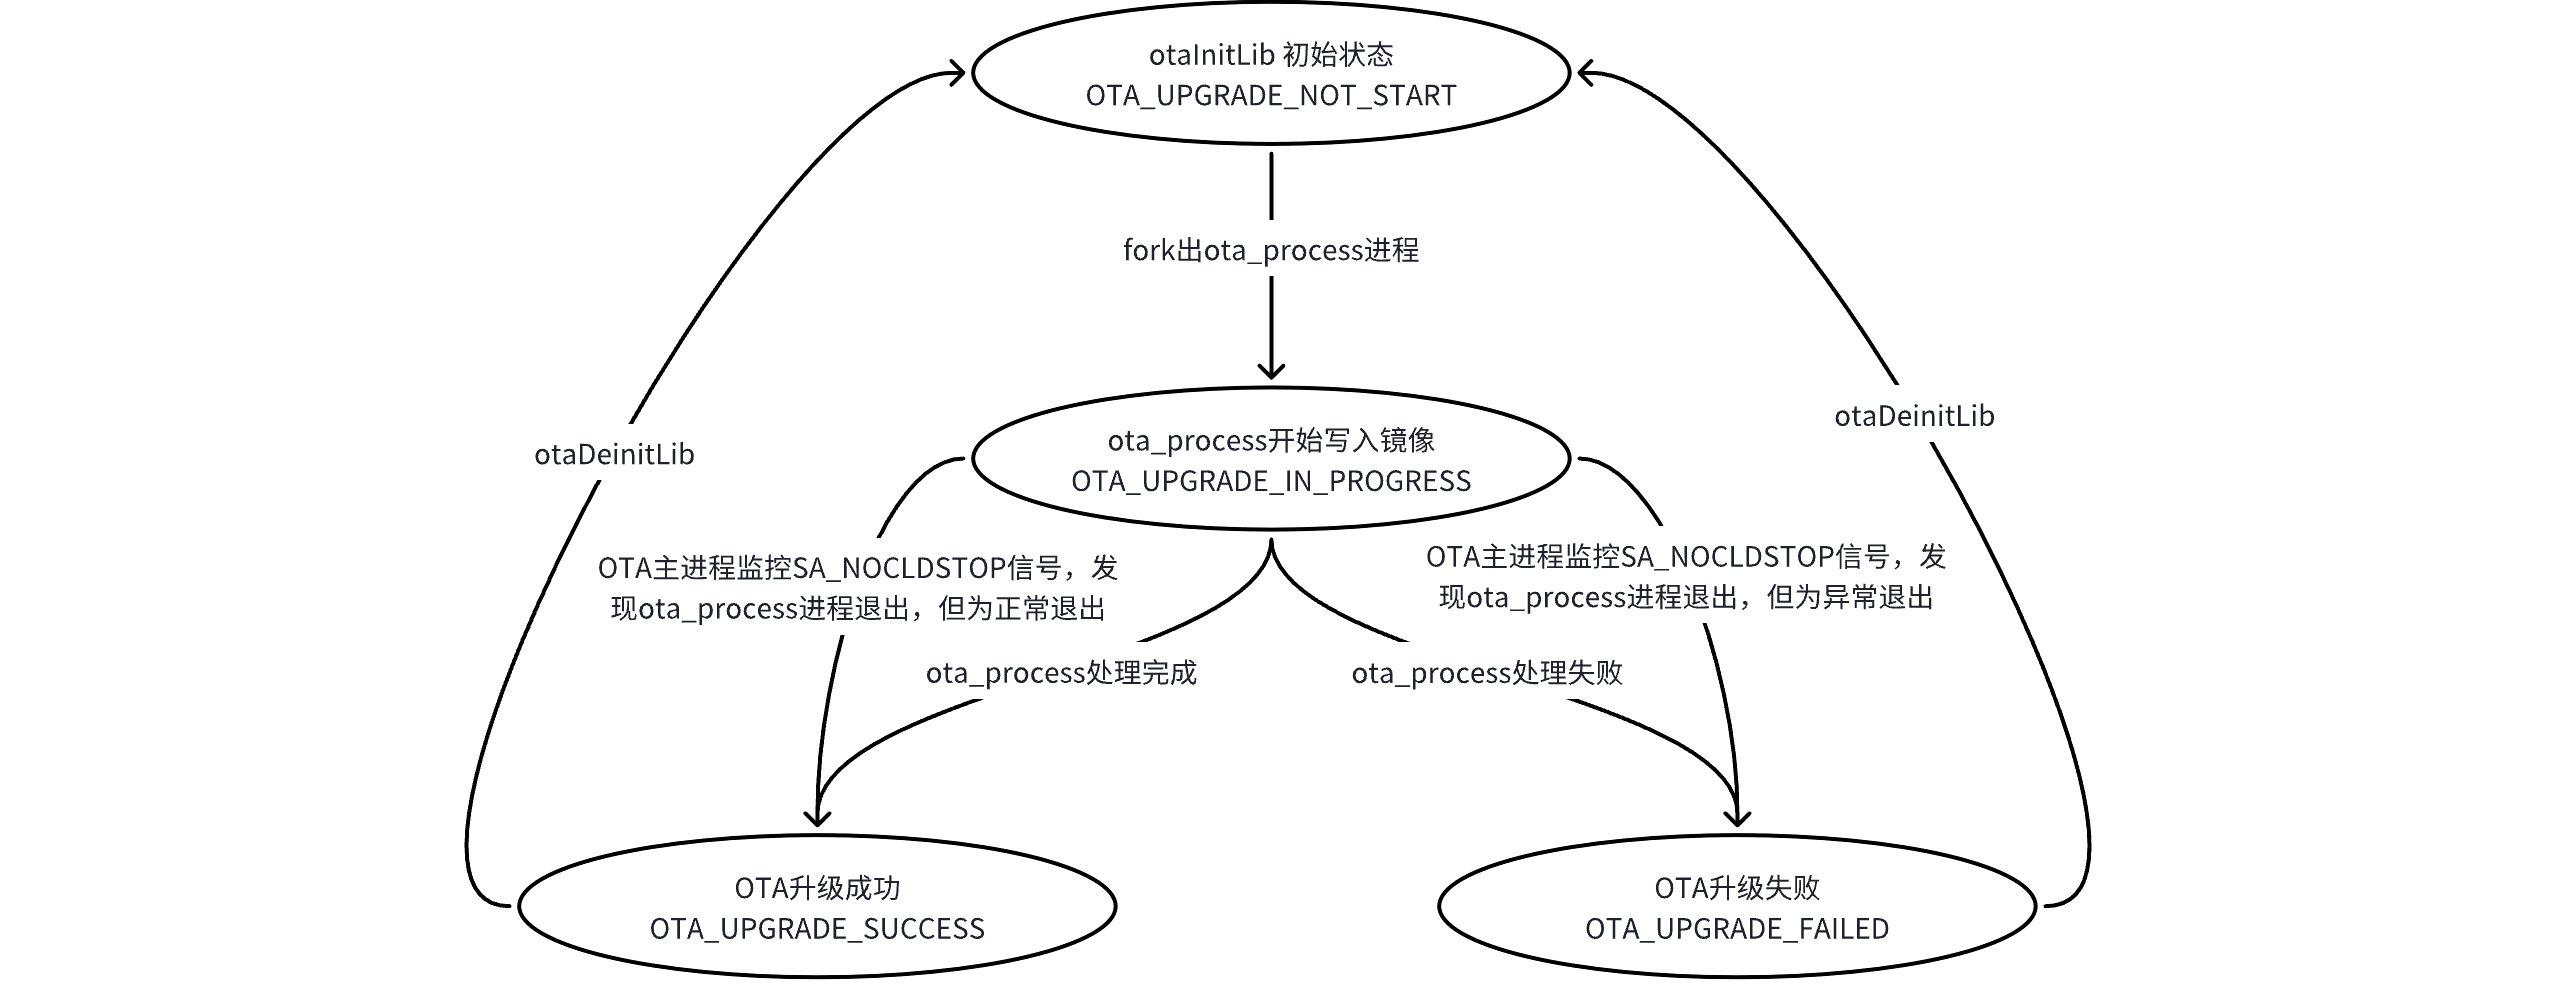 otaInitLib 初始状态
OTA_UPGRADE_NOT_START
fork出ota_process进程
otaDeinitLib
otaDeinitLib
ota_process开始写入镜像
OTA_UPGRADE_IN_PROGRESS
OTA主进程监控SA_NOCLDSTOP信号，发
现ota_process进程退出，但为正常退出
OTA主进程监控SA_NOCLDSTOP信号，发
现ota_process进程退出，但为异常退出
ota_process处理完成
ota_process处理失败
OTA升级成功
OTA_UPGRADE_SUCCESS
OTA升级失败
OTA_UPGRADE_FAILED